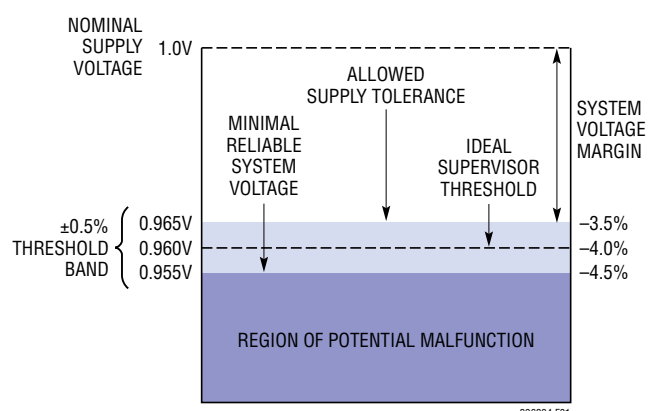 NOMINAL
SUPPLY
VOLTAGE
1.0V
ALLOWED
SUPPLY TOLERANCE
MINIMAL
RELIABLE
SYSTEM
VOLTAGE
IDEAL
SUPERVISOR
THRESHOLD
SYSTEM
VOLTAGE
MARGIN
±0.5%
THRESHOLD
BAND
0.965V
0.960V
0.955V
–3.5%
–4.0%
–4.5%
REGION OF POTENTIAL MALFUNCTION